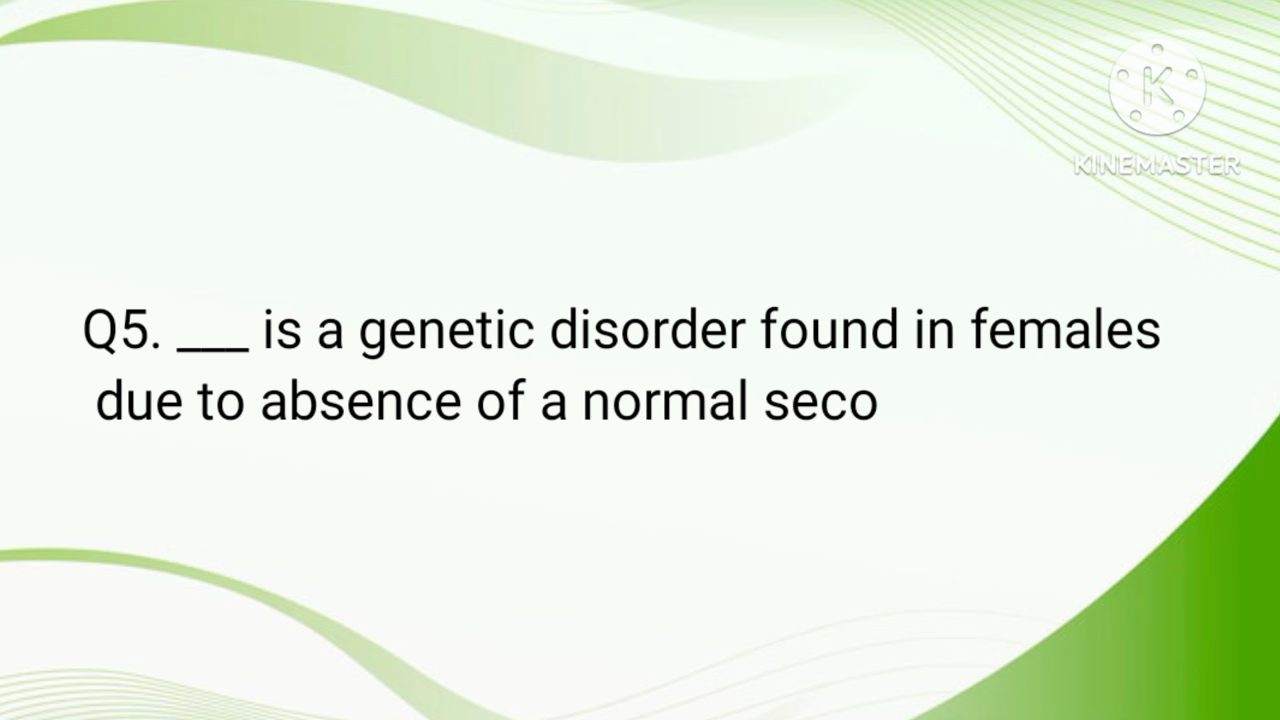 KINEMASTER
Q5. ___ is a genetic disorder found in females
due to absence of a normal seco